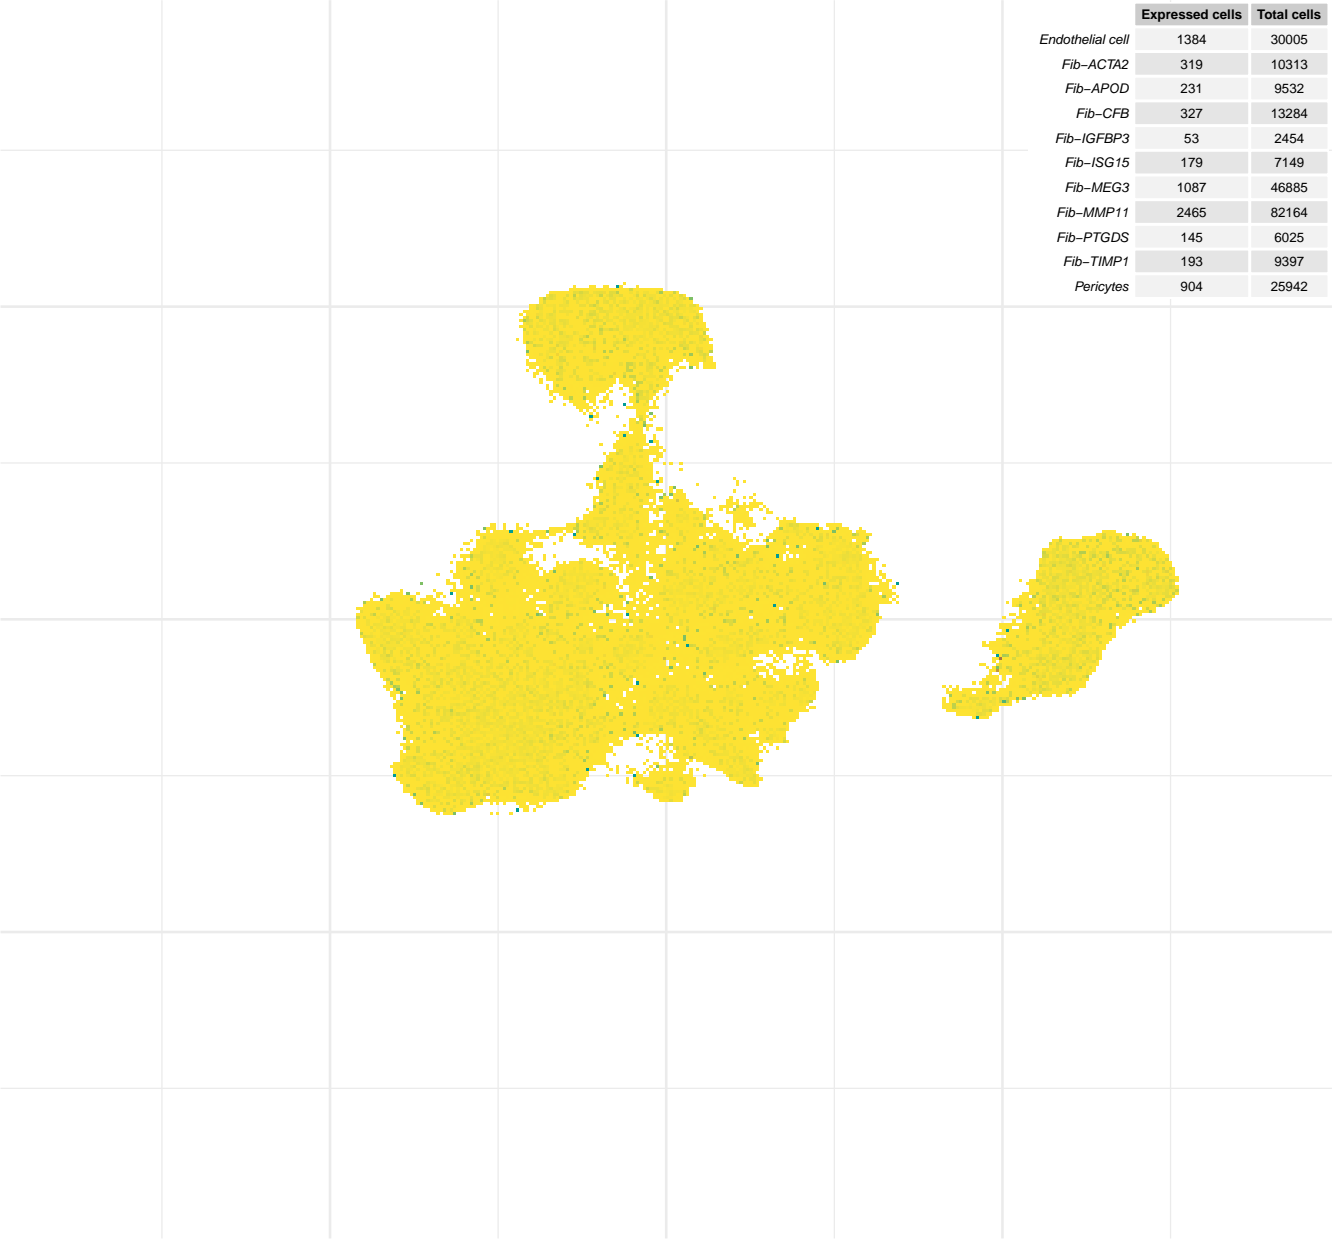 Expressed cells Total cells
Endothelial cell 1384 30005
Fib−ACTA2 319 10313
Fib−APOD 231 9532
Fib−CFB 327 13284
Fib−IGFBP3 53 2454
Fib−ISG15 179 7149
Fib−MEG3 1087 46885
Fib−MMP11 2465 82164
Fib−PTGDS 145 6025
Fib−TIMP1 193 9397
Pericytes 904 25942